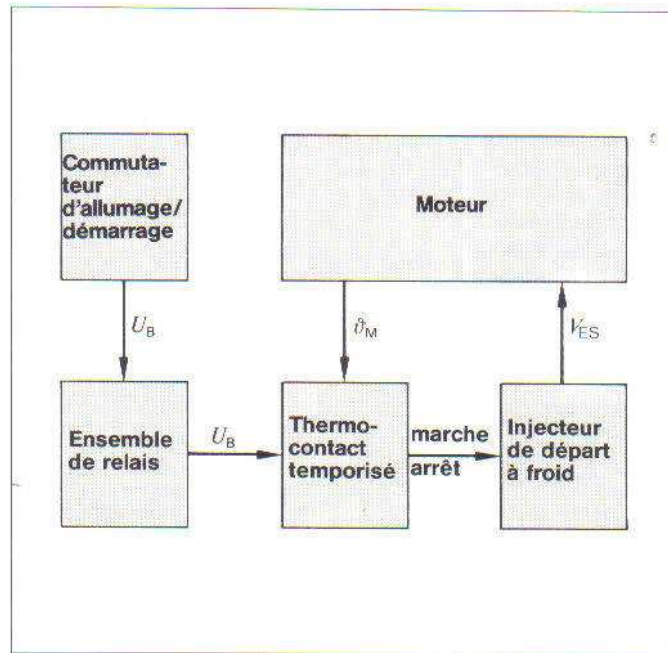 Commuta-
teur
d'allumage/
démarrage
Moteur
U_B
ϑ_M
V_ES
Ensemble
de relais
U_B
Thermo-
contact
temporisé
marche
arrêt
Injecteur
de départ
à froid